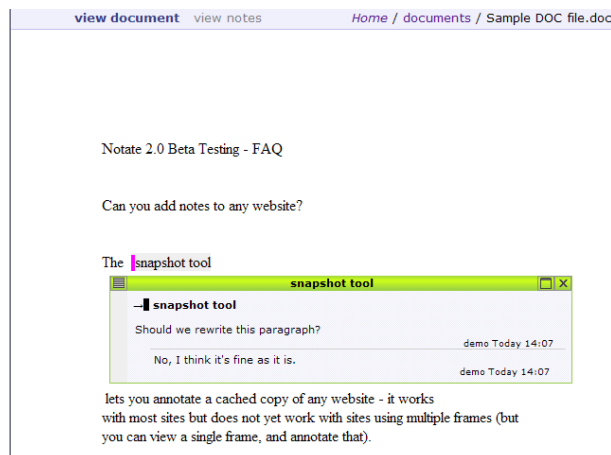 view document view notes Home / documents / Sample DOC file.doc
Notate 2.0 Beta Testing - FAQ
Can you add notes to any website?
The snapshot tool
snapshot tool
→ snapshot tool
Should we rewrite this paragraph?
demo Today 14:07
No, I think it's fine as it is.
demo Today 14:07
lets you annotate a cached copy of any website - it works
with most sites but does not yet work with sites using multiple frames (but
you can view a single frame, and annotate that).